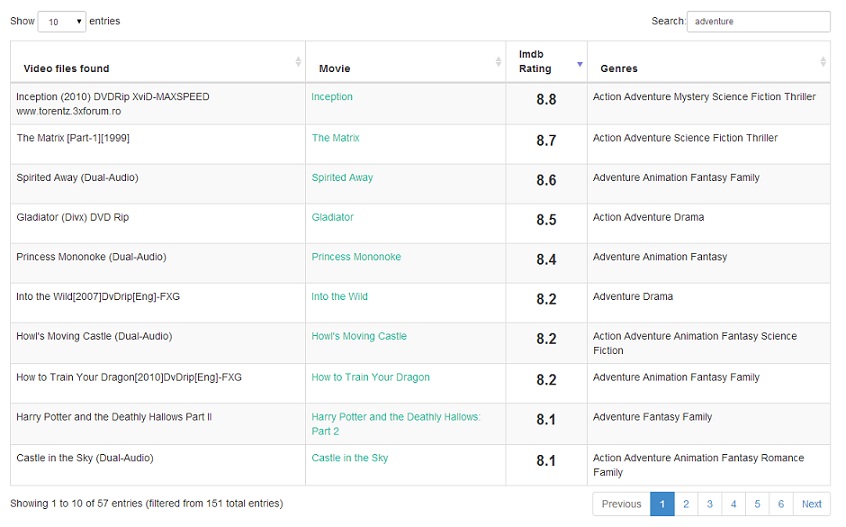 Show 10 entries Search: adventure
Video files found Movie Imdb Rating Genres
Inception (2010) DVDRip XviD-MAXSPEED www.torentz.3xforum.ro Inception 8.8 Action Adventure Mystery Science Fiction Thriller
The Matrix [Part-1][1999] The Matrix 8.7 Action Adventure Science Fiction Thriller
Spirited Away (Dual-Audio) Spirited Away 8.6 Adventure Animation Fantasy Family
Gladiator (Divx) DVD Rip Gladiator 8.5 Action Adventure Drama
Princess Mononoke (Dual-Audio) Princess Mononoke 8.4 Adventure Animation Fantasy
Into the Wild[2007]DvDrip[Eng]-FXG Into the Wild 8.2 Adventure Drama
Howl's Moving Castle (Dual-Audio) Howl's Moving Castle 8.2 Action Adventure Animation Fantasy Science Fiction
How to Train Your Dragon[2010]DvDrip[Eng]-FXG How to Train Your Dragon 8.2 Adventure Animation Fantasy Family
Harry Potter and the Deathly Hallows Part II Harry Potter and the Deathly Hallows: Part 2 8.1 Adventure Fantasy Family
Castle in the Sky (Dual-Audio) Castle in the Sky 8.1 Action Adventure Animation Fantasy Romance Family
Showing 1 to 10 of 57 entries (filtered from 151 total entries) Previous 1 2 3 4 5 6 Next